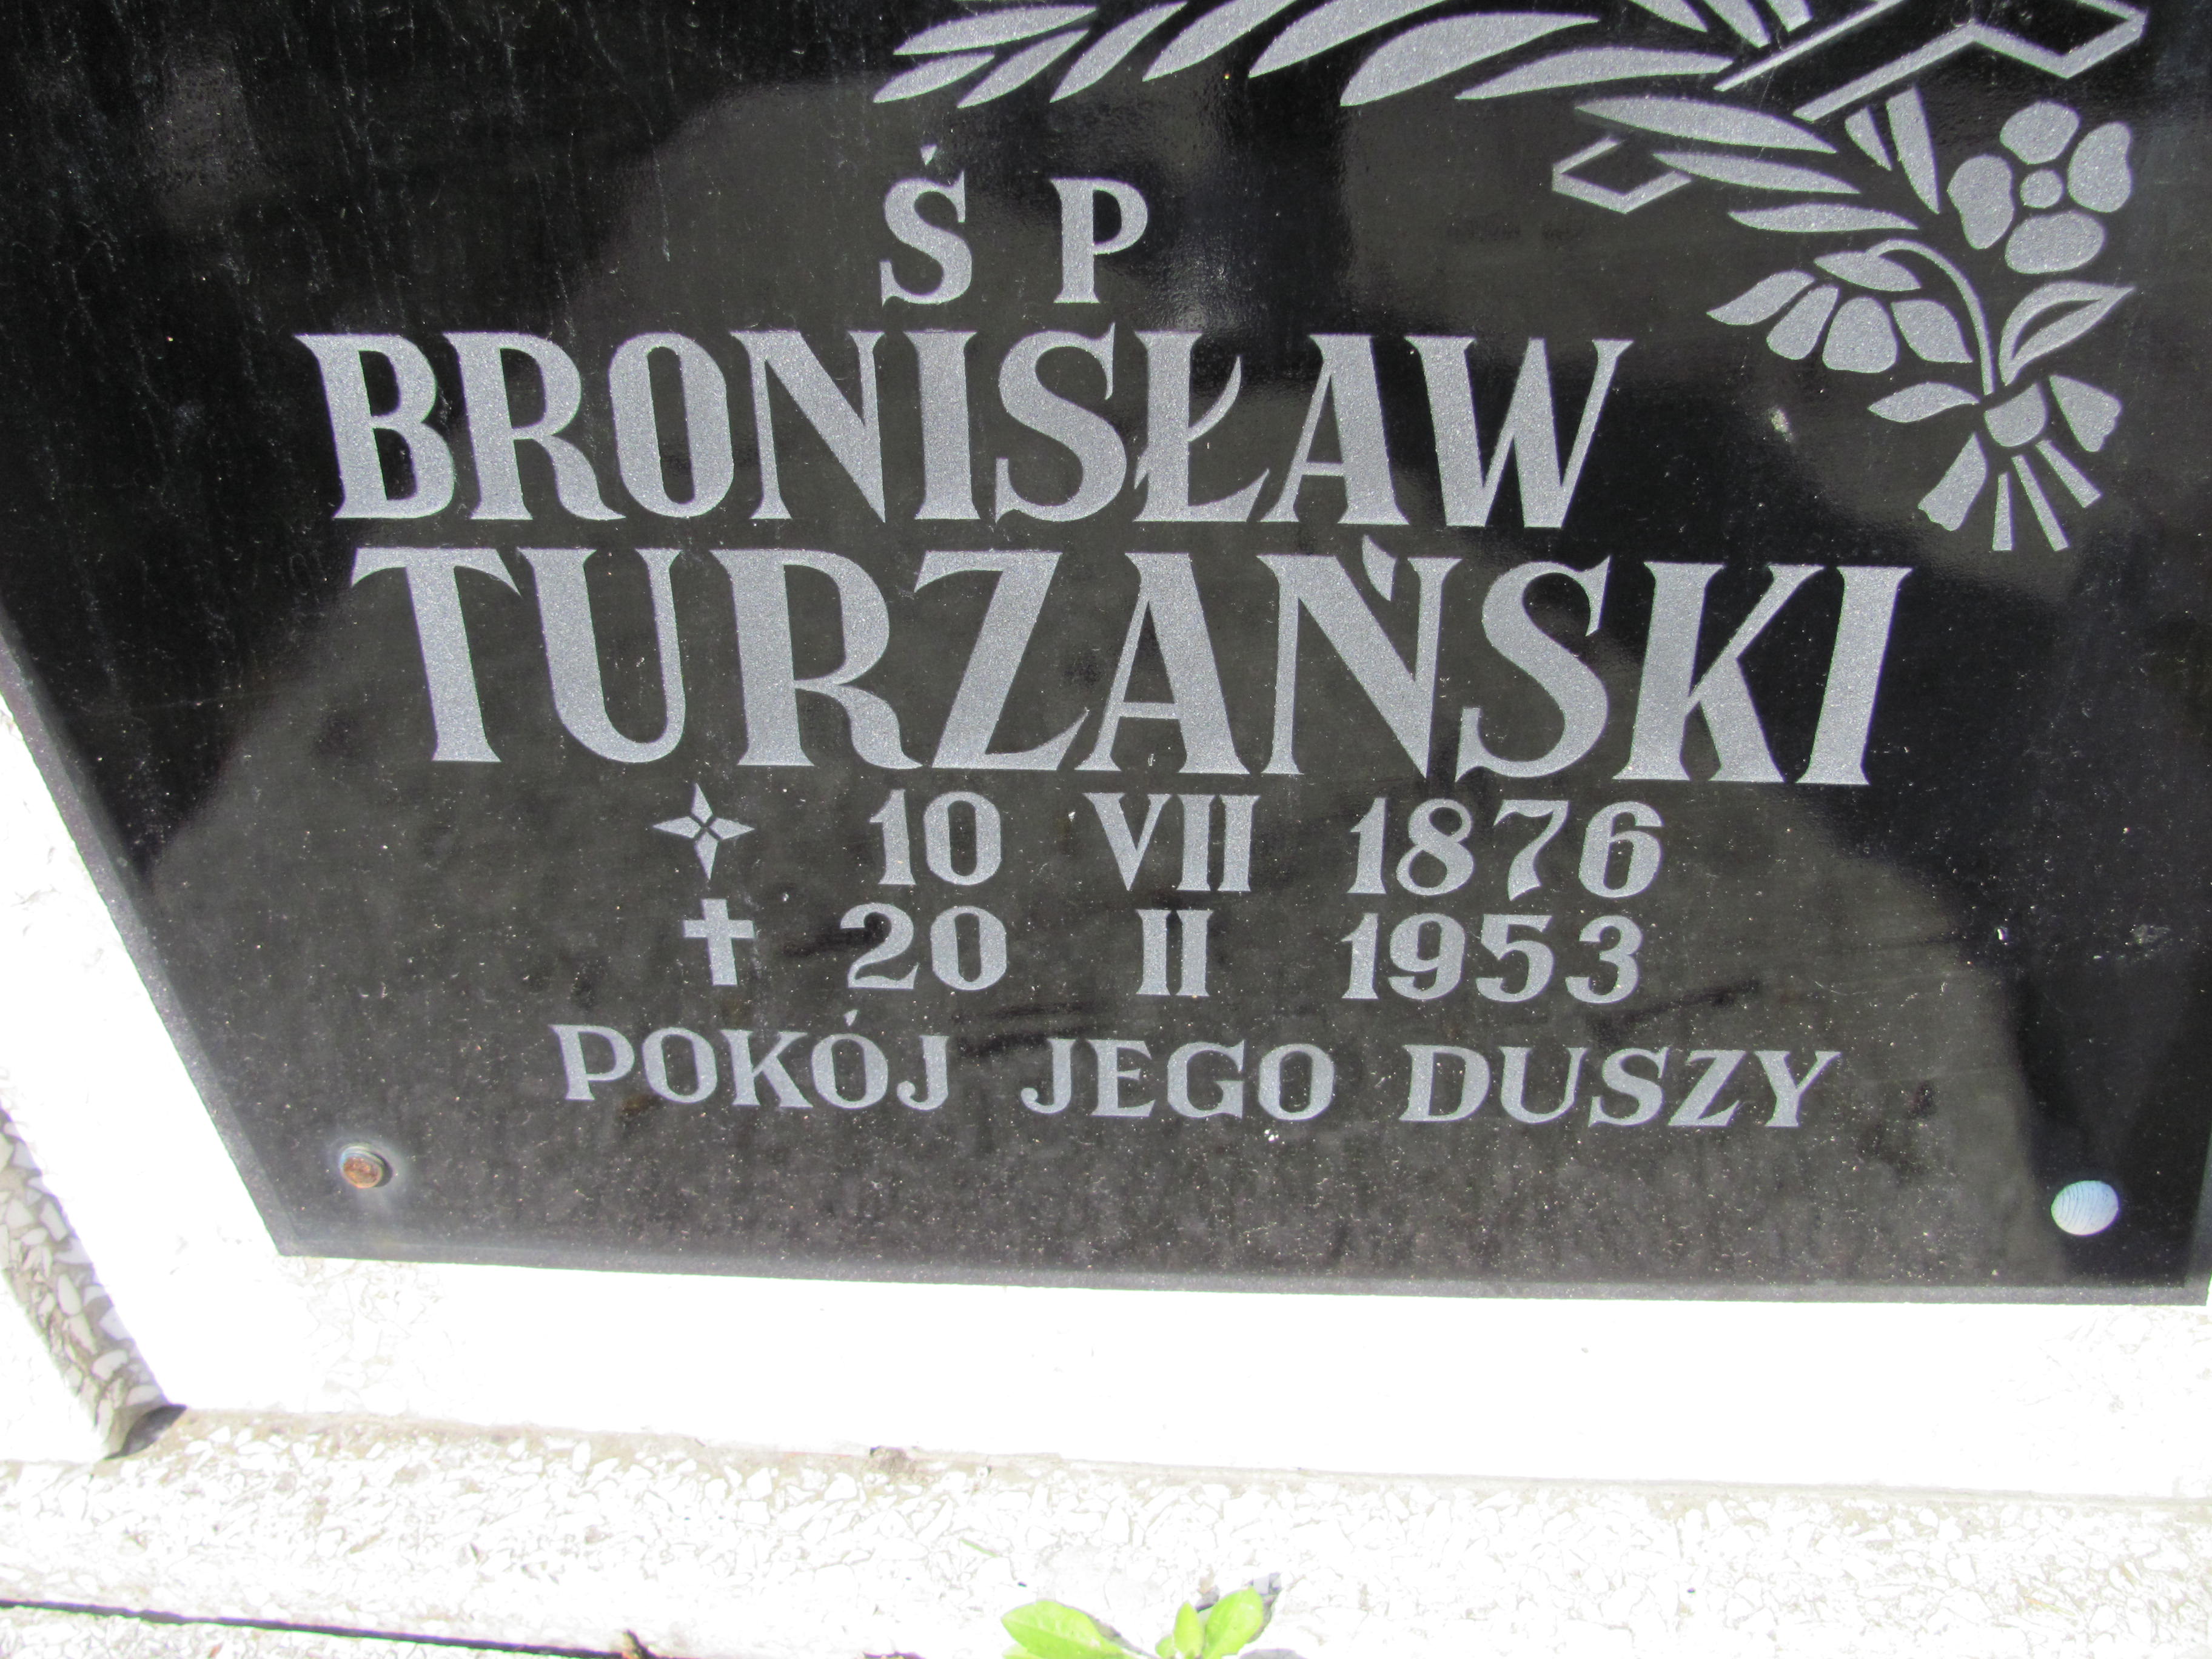 Ś P
BRONISŁAW
TURZAŃSKI
10 VII 1876
✝ 20 II 1953
POKÓJ JEGO DUSZY